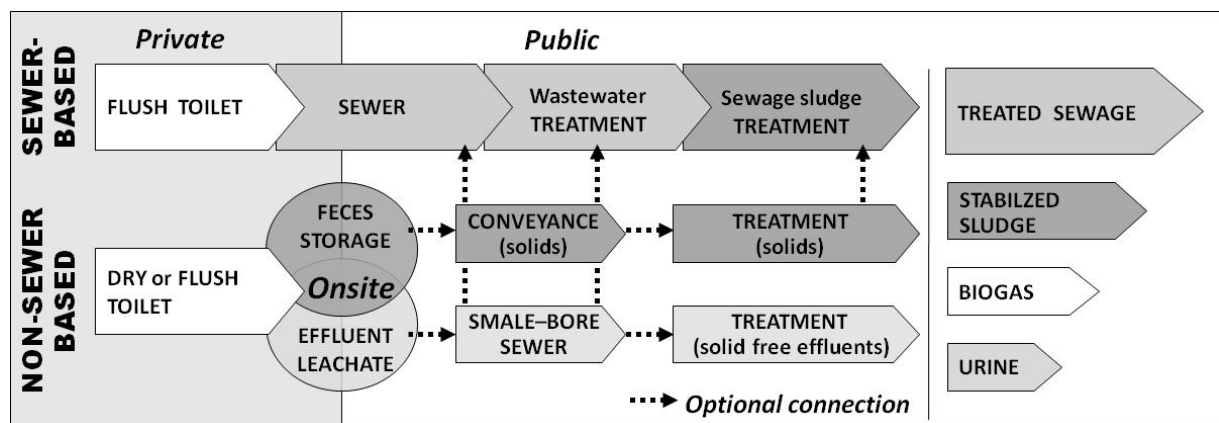 SEWER-
BASED
Private
Public
FLUSH TOILET
SEWER
Wastewater
TREATMENT
Sewage sludge
TREATMENT
TREATED SEWAGE
NON-SEWER
BASED
DRY or FLUSH
TOILET
FECES
STORAGE
Onsite
EFFLUENT
LEACHATE
CONVEYANCE
(solids)
TREATMENT
(solids)
SMALE–BORE
SEWER
TREATMENT
(solid free effluents)
Optional connection
STABILZED
SLUDGE
BIOGAS
URINE